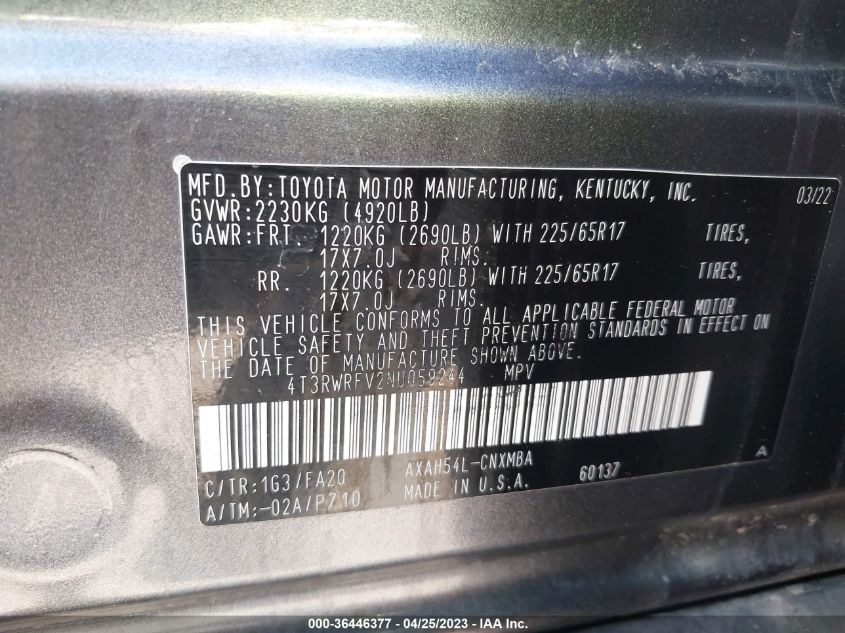 MFD.BY:TOYOTA MOTOR MANUFACTURING, KENTUCKY, INC. 03/22
GVWR:2230KG (4920LB)
GAWR:FRT. 1220KG (2690LB) WITH 225/65R17 TIRES,
17X7.0J RIMS.
RR. 1220KG (2690LB) WITH 225/65R17 TIRES,
17X7.0J RIMS.
THIS VEHICLE CONFORMS TO ALL APPLICABLE FEDERAL MOTOR
VEHICLE SAFETY AND THEFT PREVENTION STANDARDS IN EFFECT ON
THE DATE OF MANUFACTURE SHOWN ABOVE.
4T3RWRFV2NU059244 MPV
C/TR:1G3/FA20 AXAH54L-CNXMBA A
A/TM:-02A/P710 MADE IN U.S.A. 60137
000-36446377 - 04/25/2023 - IAAI.com